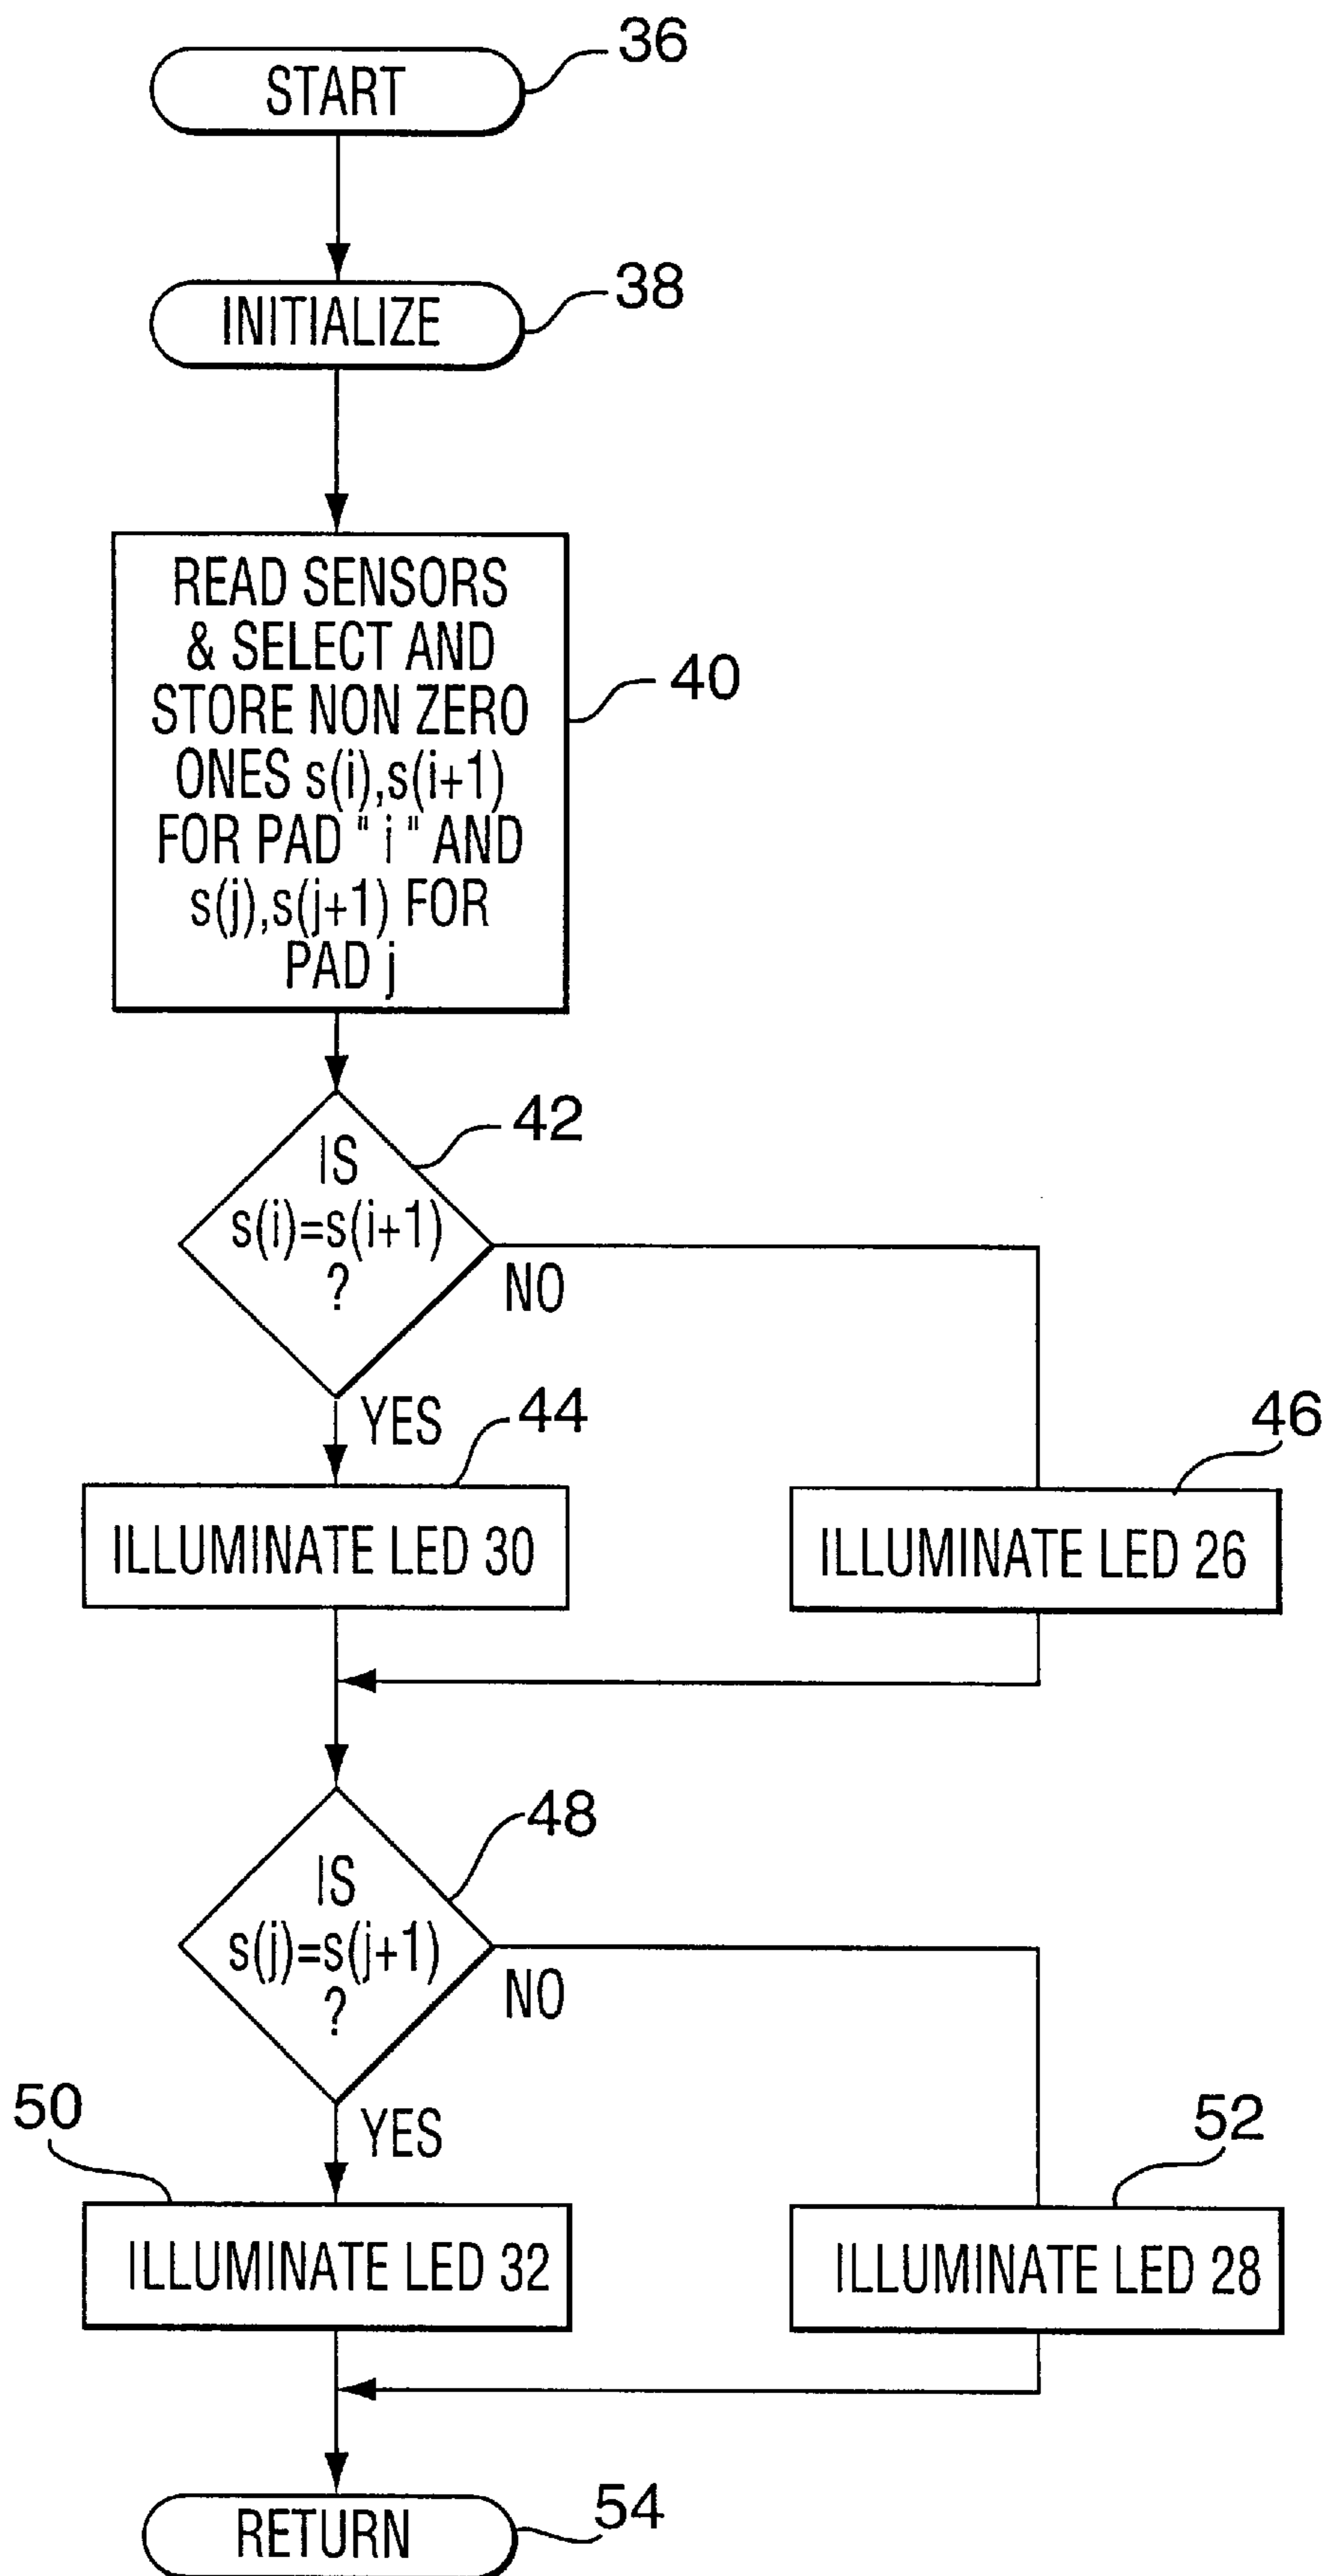 36
START
38
INITIALIZE
READ SENSORS
& SELECT AND
STORE NON ZERO
ONES s(i),s(i+1)
FOR PAD " i " AND
s(j),s(j+1) FOR
PAD j
40
42
IS
s(i)=s(i+1)
?
NO
YES
44
46
ILLUMINATE LED 30
ILLUMINATE LED 26
48
IS
s(j)=s(j+1)
?
NO
YES
50
52
ILLUMINATE LED 32
ILLUMINATE LED 28
RETURN
54